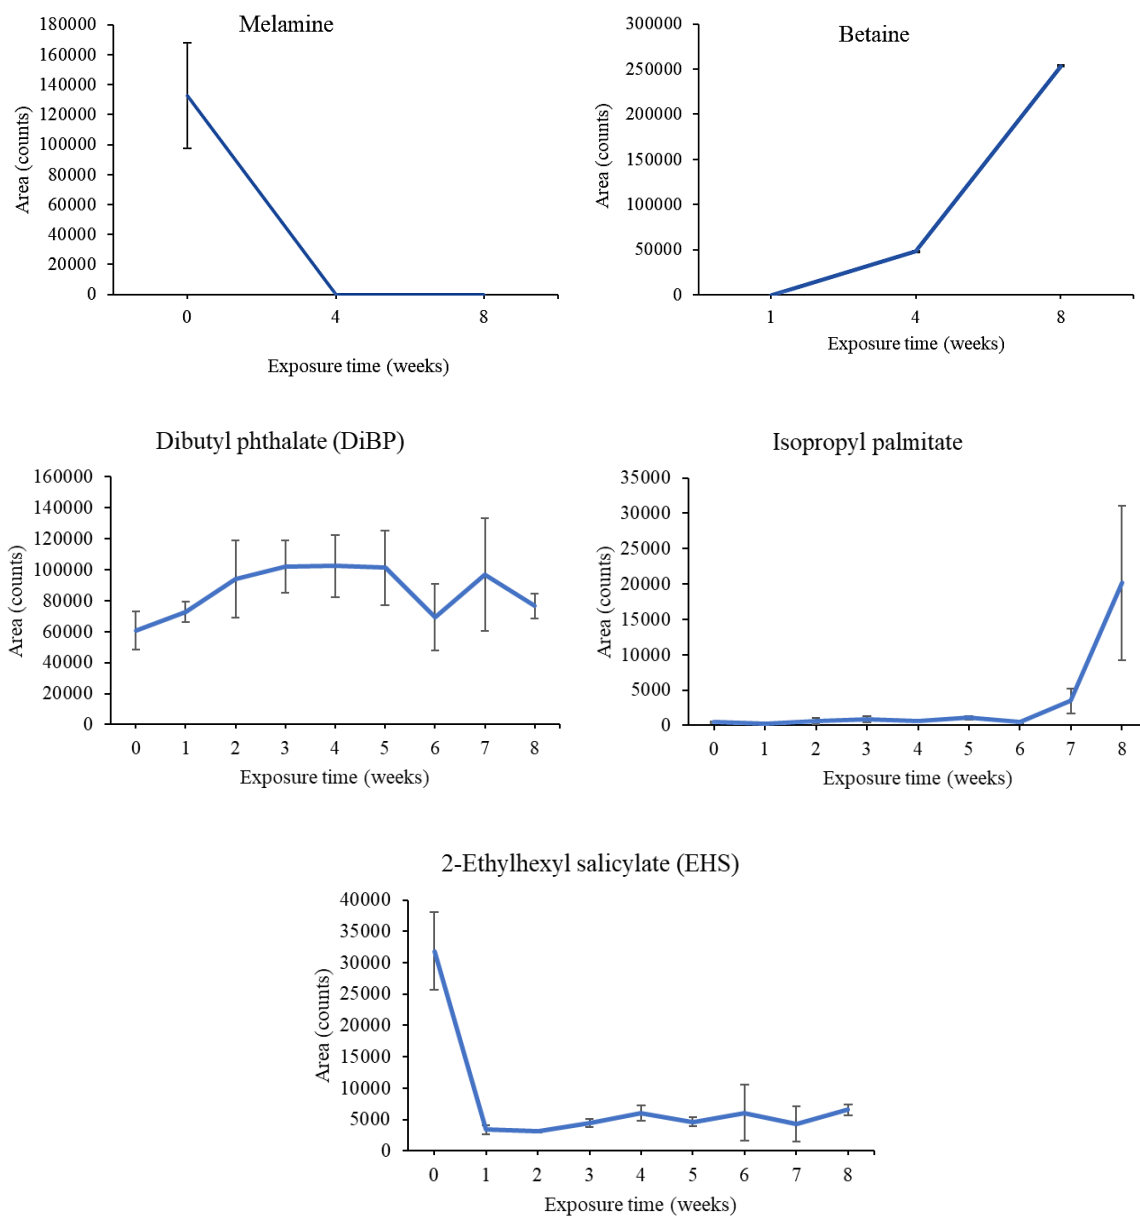 Melamine
180000
160000
140000
120000
100000
80000
60000
40000
20000
0
Area (counts)
0 4 8
Exposure time (weeks)
Betaine
300000
250000
200000
150000
100000
50000
0
Area (counts)
1 4 8
Exposure time (weeks)
Dibutyl phthalate (DiBP)
160000
140000
120000
100000
80000
60000
40000
20000
0
Area (counts)
0 1 2 3 4 5 6 7 8
Exposure time (weeks)
Isopropyl palmitate
35000
30000
25000
20000
15000
10000
5000
0
Area (counts)
0 1 2 3 4 5 6 7 8
Exposure time (weeks)
2-Ethylhexyl salicylate (EHS)
40000
35000
30000
25000
20000
15000
10000
5000
0
Area (counts)
0 1 2 3 4 5 6 7 8
Exposure time (weeks)